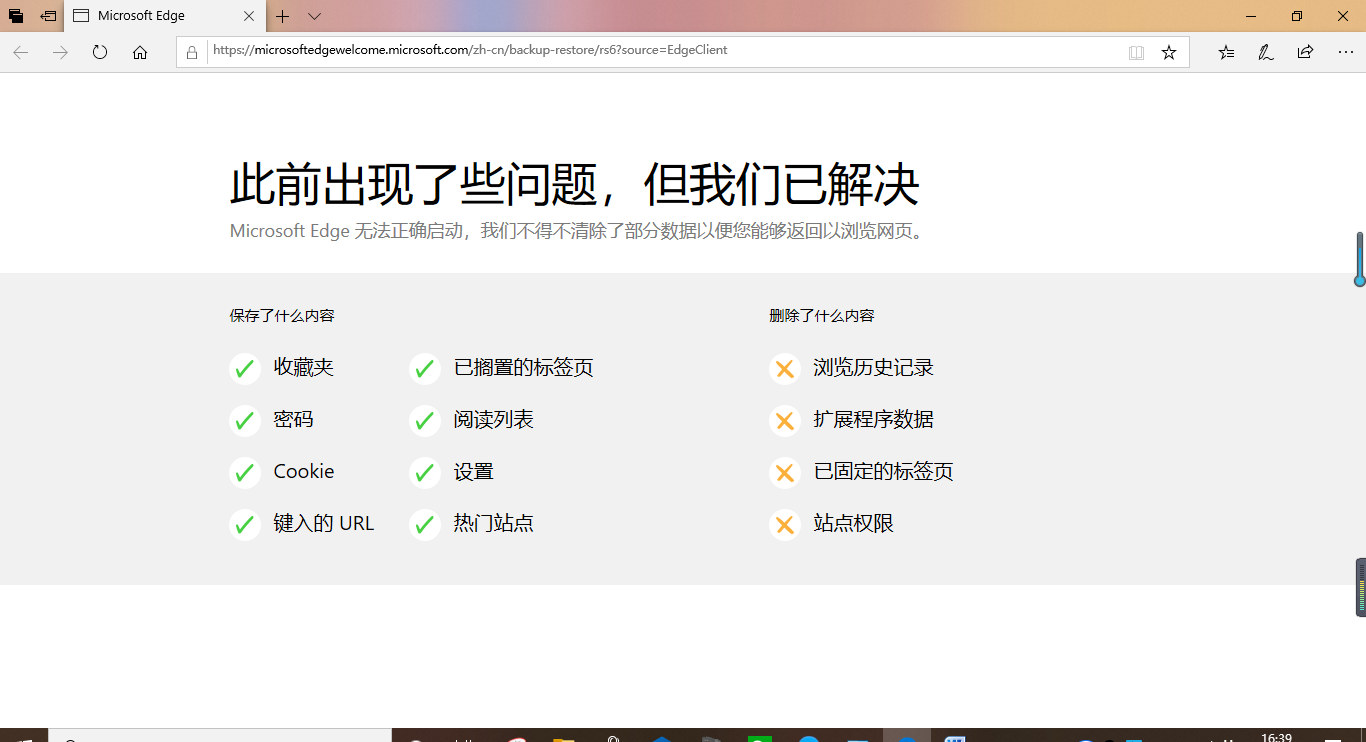 Microsoft Edge
https://microsoftedgewelcome.microsoft.com/zh-cn/backup-restore/rs6?source=EdgeClient
此前出现了些问题，但我们已解决
Microsoft Edge 无法正确启动，我们不得不清除了部分数据以便您能够返回以浏览网页。
保存了什么内容
删除了什么内容
收藏夹
已搁置的标签页
浏览历史记录
密码
阅读列表
扩展程序数据
Cookie
设置
已固定的标签页
键入的 URL
热门站点
站点权限
16:39